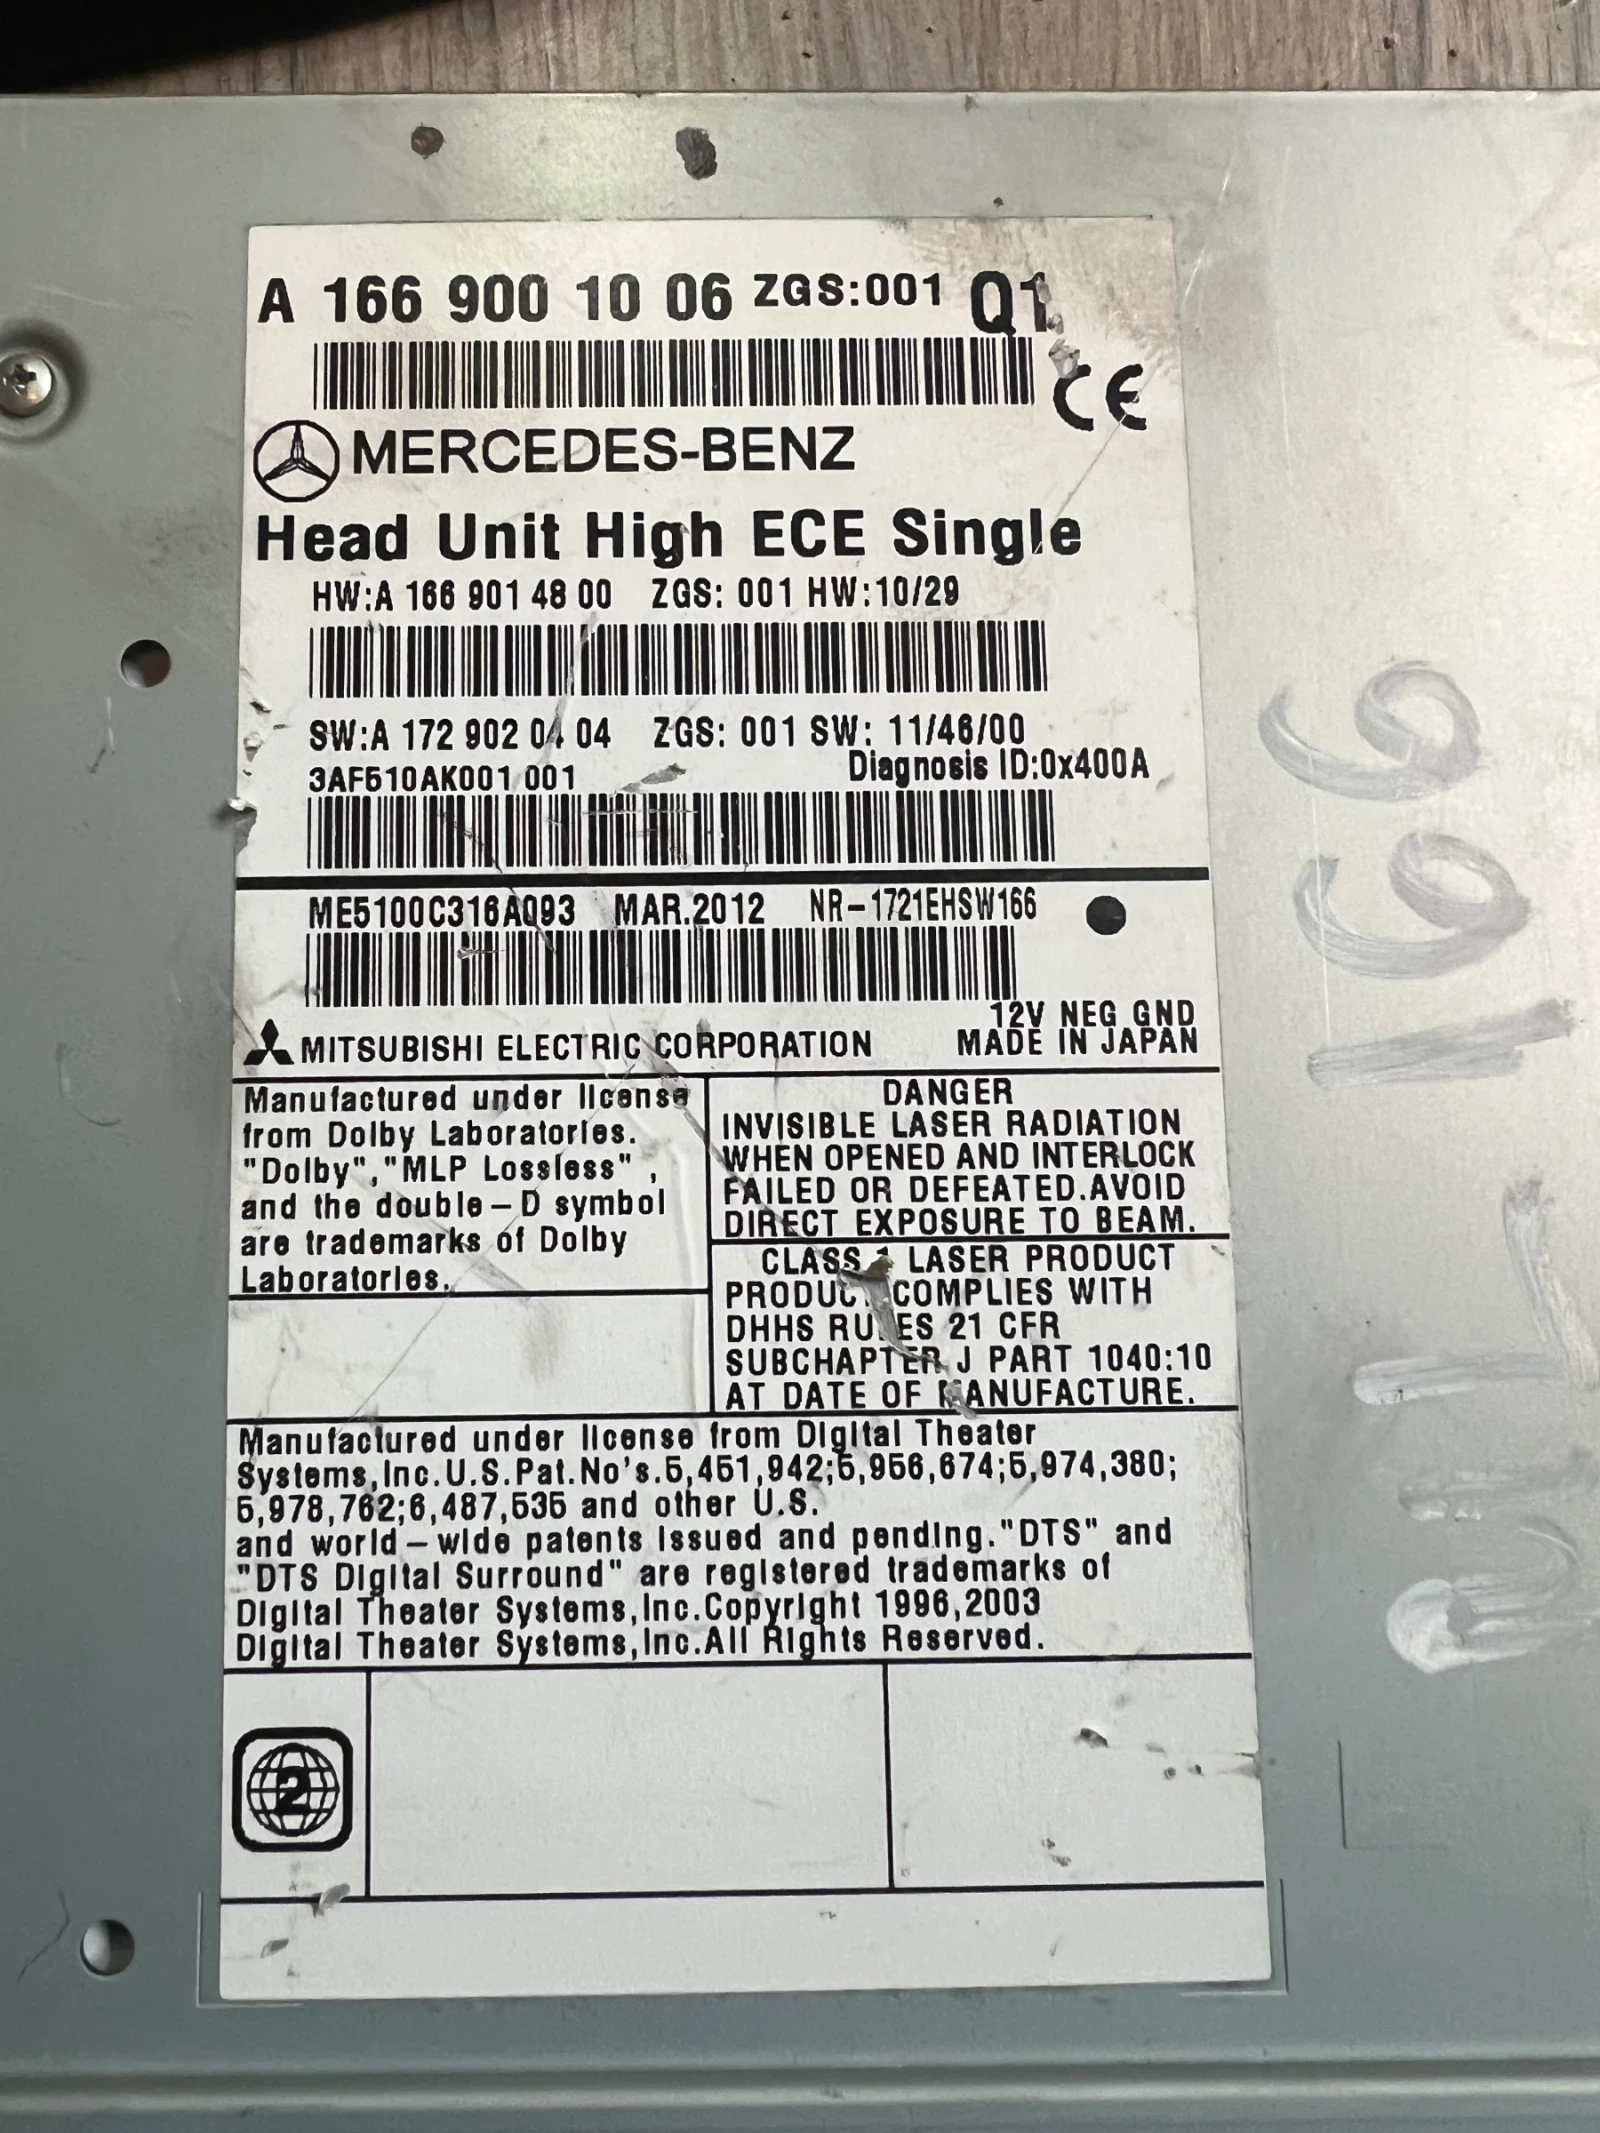 A 166 900 10 06 ZGS:001 Q1
CE
MERCEDES-BENZ
Head Unit High ECE Single
HW:A 166 901 48 00 ZGS: 001 HW:10/29
SW:A 172 902 04 04 ZGS: 001 SW: 11/46/00
3AF510AK001 001 Diagnosis ID:0x400A
ME5100C316A093 MAR.2012 NR-1721EHSW166
12V NEG GND
MITSUBISHI ELECTRIC CORPORATION MADE IN JAPAN
Manufactured under license
from Dolby Laboratories.
"Dolby","MLP Lossless",
and the double-D symbol
are trademarks of Dolby
Laboratories.
DANGER
INVISIBLE LASER RADIATION
WHEN OPENED AND INTERLOCK
FAILED OR DEFEATED.AVOID
DIRECT EXPOSURE TO BEAM.
CLASS 1 LASER PRODUCT
PRODUCT COMPLIES WITH
DHHS RULES 21 CFR
SUBCHAPTER J PART 1040:10
AT DATE OF MANUFACTURE.
Manufactured under license from Digital Theater
Systems,Inc.U.S.Pat.No's.5,451,942;5,956,674;5,974,380;
5,978,762;6,487,535 and other U.S.
and world-wide patents issued and pending."DTS" and
"DTS Digital Surround" are registered trademarks of
Digital Theater Systems,Inc.Copyright 1996,2003
Digital Theater Systems,Inc.All Rights Reserved.
2
166